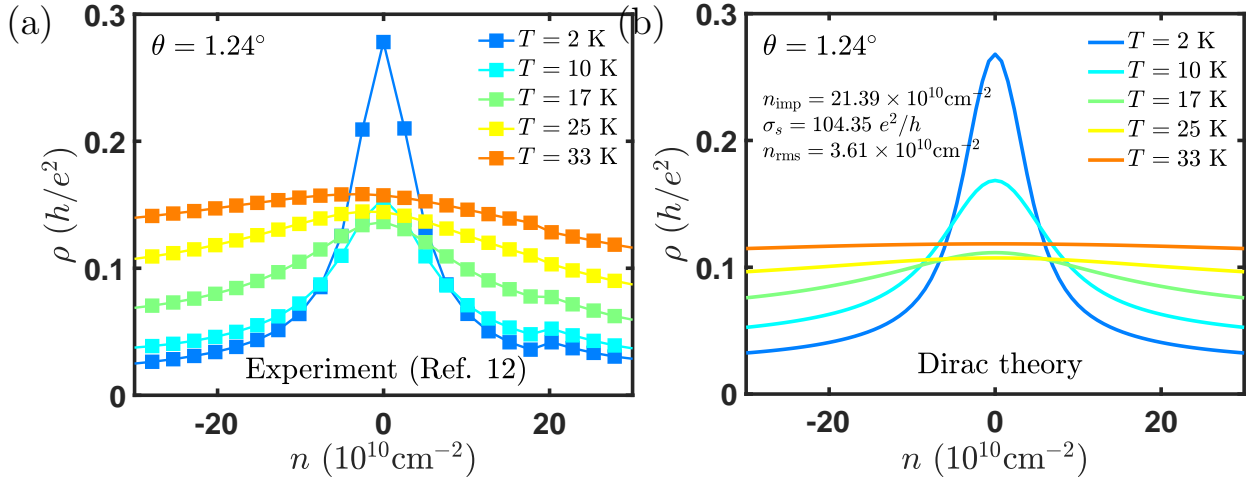 (a)
0.3
0.2
0.1
0
ρ (h/e²)
θ = 1.24°
T = 2 K
T = 10 K
T = 17 K
T = 25 K
T = 33 K
Experiment (Ref. 12)
-20
0
20
n (10¹⁰cm⁻²)
(b)
0.3
0.2
0.1
0
ρ (h/e²)
θ = 1.24°
n_imp = 21.39 × 10¹⁰cm⁻²
σ_s = 104.35 e²/h
n_rms = 3.61 × 10¹⁰cm⁻²
T = 2 K
T = 10 K
T = 17 K
T = 25 K
T = 33 K
Dirac theory
-20
0
20
n (10¹⁰cm⁻²)